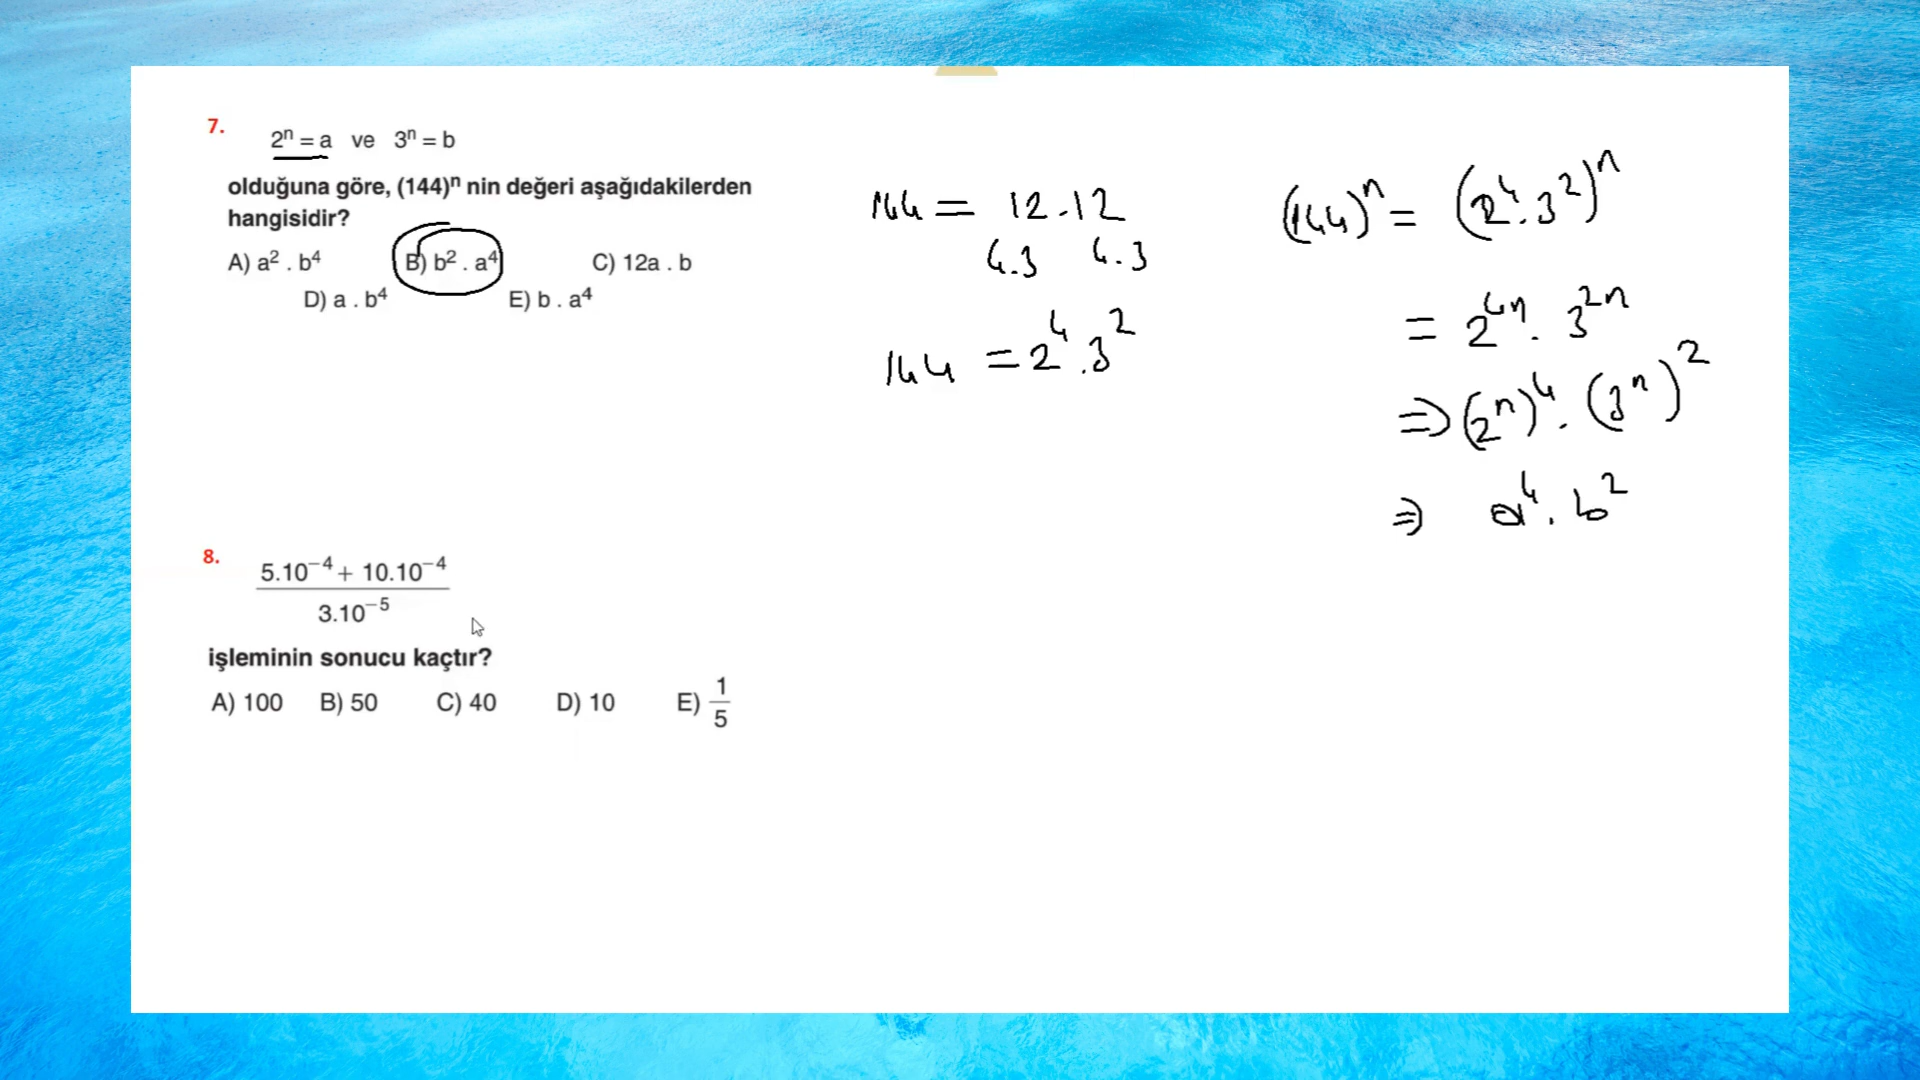 7.
2ⁿ = a ve 3ⁿ = b
olduğuna göre, (144)ⁿ nin değeri aşağıdakilerden
hangisidir?
A) a² . b⁴ B) b² . a⁴ C) 12a . b
D) a . b⁴ E) b . a⁴
144 = 12 . 12
4.3 4.3
144 = 2⁴ . 3²
(144)ⁿ = (2⁴ . 3²)ⁿ
= 2⁴ⁿ . 3²ⁿ
⇒ (2ⁿ)⁴ . (3ⁿ)²
⇒ a⁴ . b²
8.
5.10⁻⁴ + 10.10⁻⁴
3.10⁻⁵
işleminin sonucu kaçtır?
A) 100 B) 50 C) 40 D) 10 E) 1/5